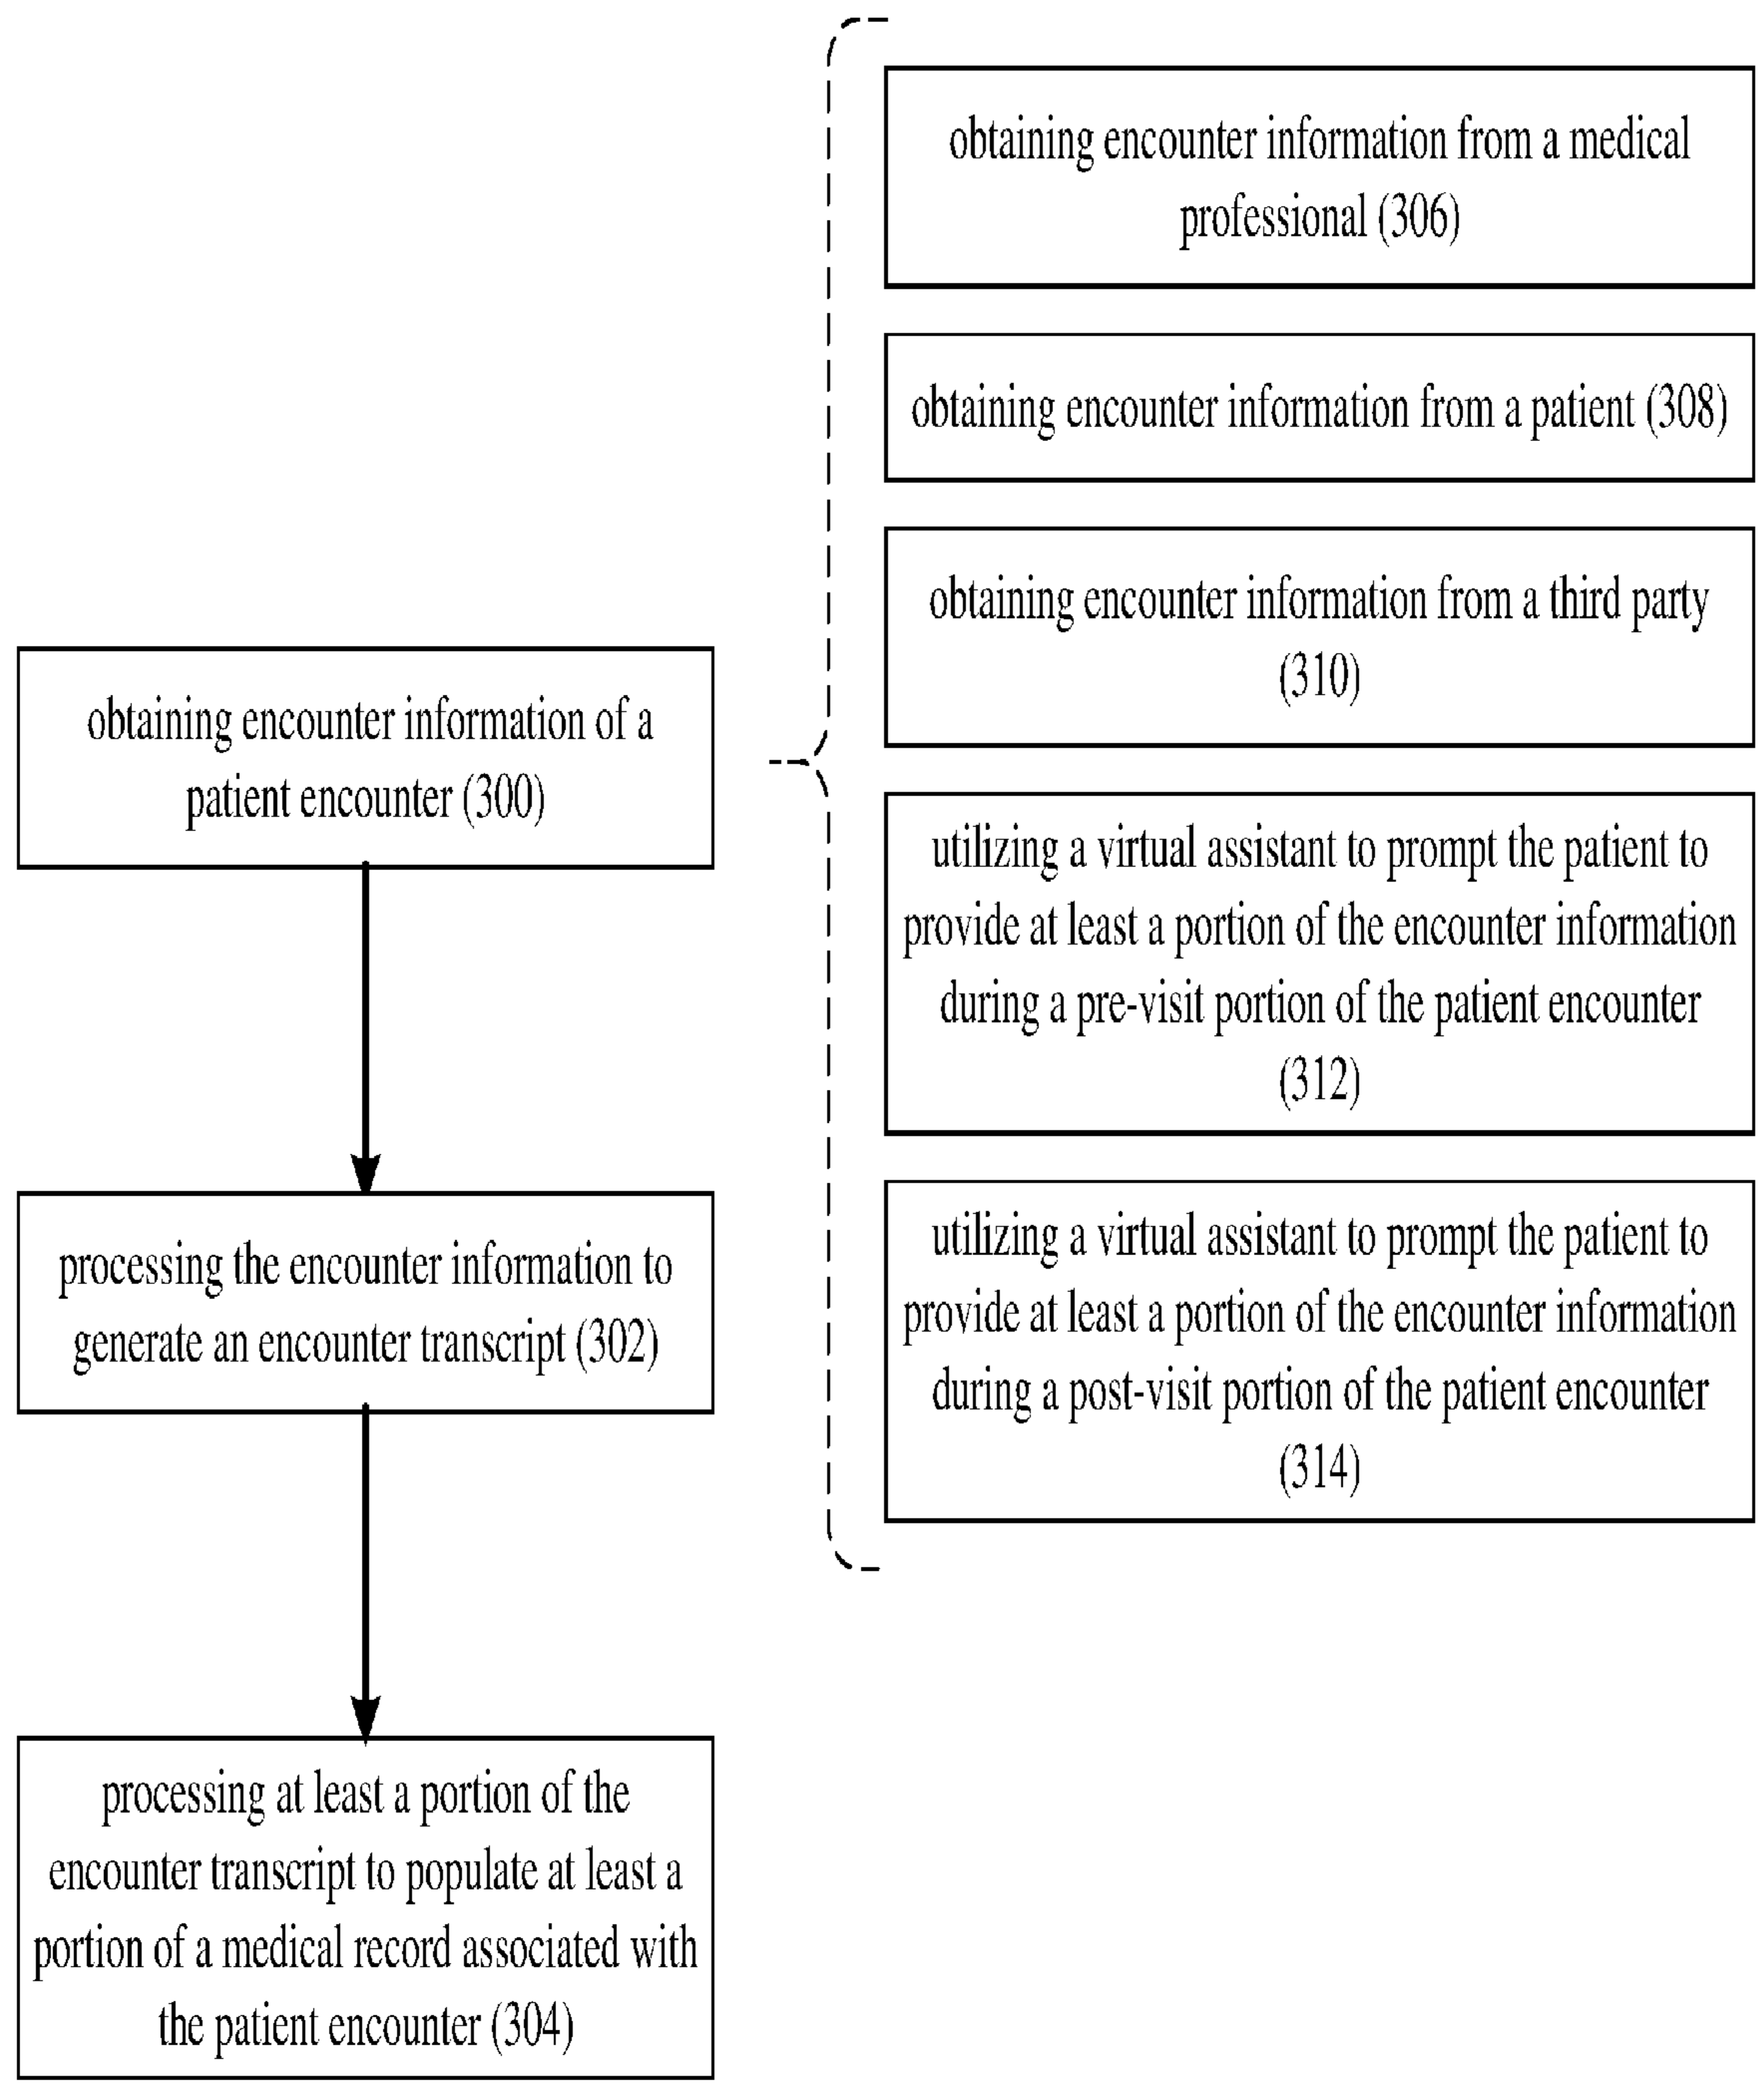 obtaining encounter information of a
patient encounter (300)
processing the encounter information to
generate an encounter transcript (302)
processing at least a portion of the
encounter transcript to populate at least a
portion of a medical record associated with
the patient encounter (304)
obtaining encounter information from a medical
professional (306)
obtaining encounter information from a patient (308)
obtaining encounter information from a third party
(310)
utilizing a virtual assistant to prompt the patient to
provide at least a portion of the encounter information
during a pre-visit portion of the patient encounter
(312)
utilizing a virtual assistant to prompt the patient to
provide at least a portion of the encounter information
during a post-visit portion of the patient encounter
(314)